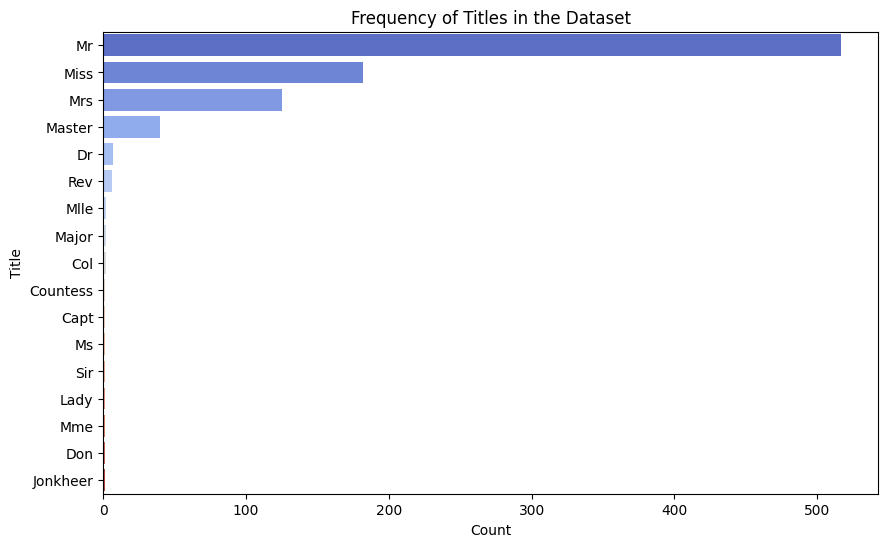 Frequency of Titles in the Dataset
Title
Mr
Miss
Mrs
Master
Dr
Rev
Mlle
Major
Col
Countess
Capt
Ms
Sir
Lady
Mme
Don
Jonkheer
0 100 200 300 400 500
Count